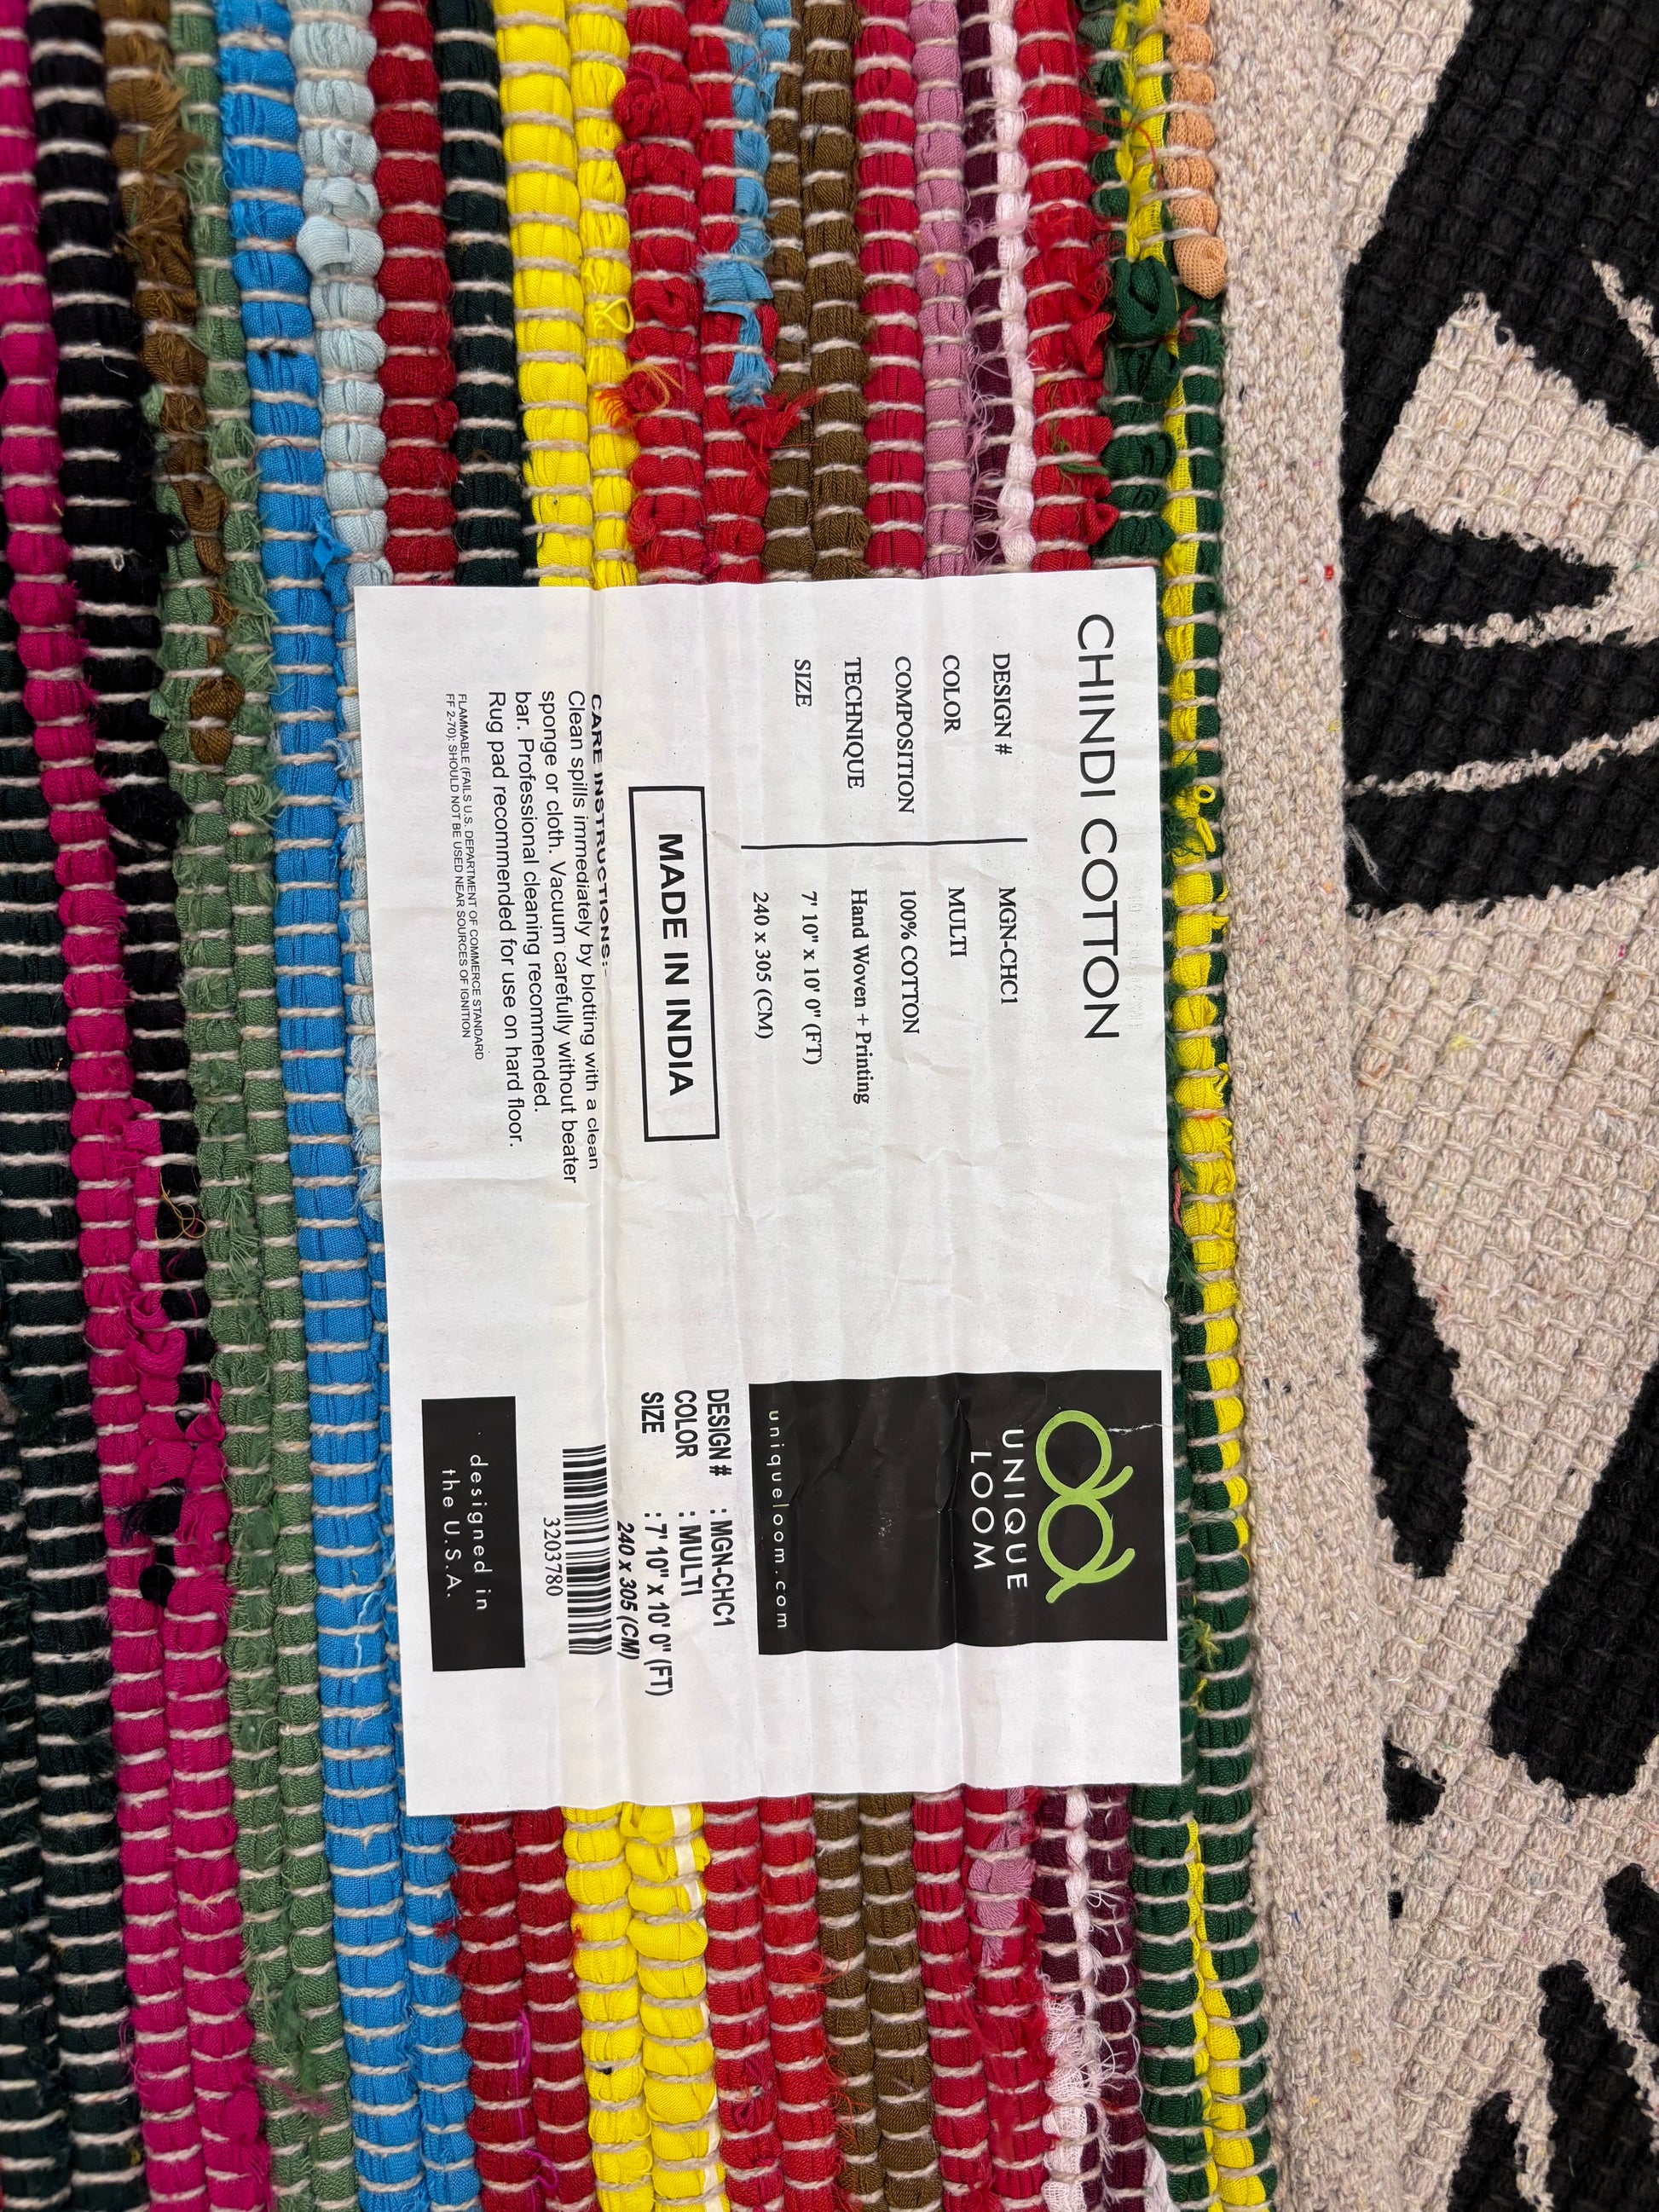 CHINDI COTTON
DESIGN # MGN-CHC1
COLOR MULTI
COMPOSITION 100% COTTON
TECHNIQUE Hand Woven + Printing
SIZE 7' 10" x 10' 0" (FT)
240 x 305 (CM)
MADE IN INDIA
CARE INSTRUCTIONS:-
Clean spills immediately by blotting with a clean
sponge or cloth. Vacuum carefully without beater
bar. Professional cleaning recommended.
Rug pad recommended for use on hard floor.
FLAMMABLE (FAILS U.S. DEPARTMENT OF COMMERCE STANDARD
FF 2-70): SHOULD NOT BE USED NEAR SOURCES OF IGNITION
UNIQUE
LOOM
uniqueloom.com
DESIGN # : MGN-CHC1
COLOR : MULTI
SIZE : 7' 10" x 10' 0" (FT)
240 x 305 (CM)
3203780
designed in
the U.S.A.